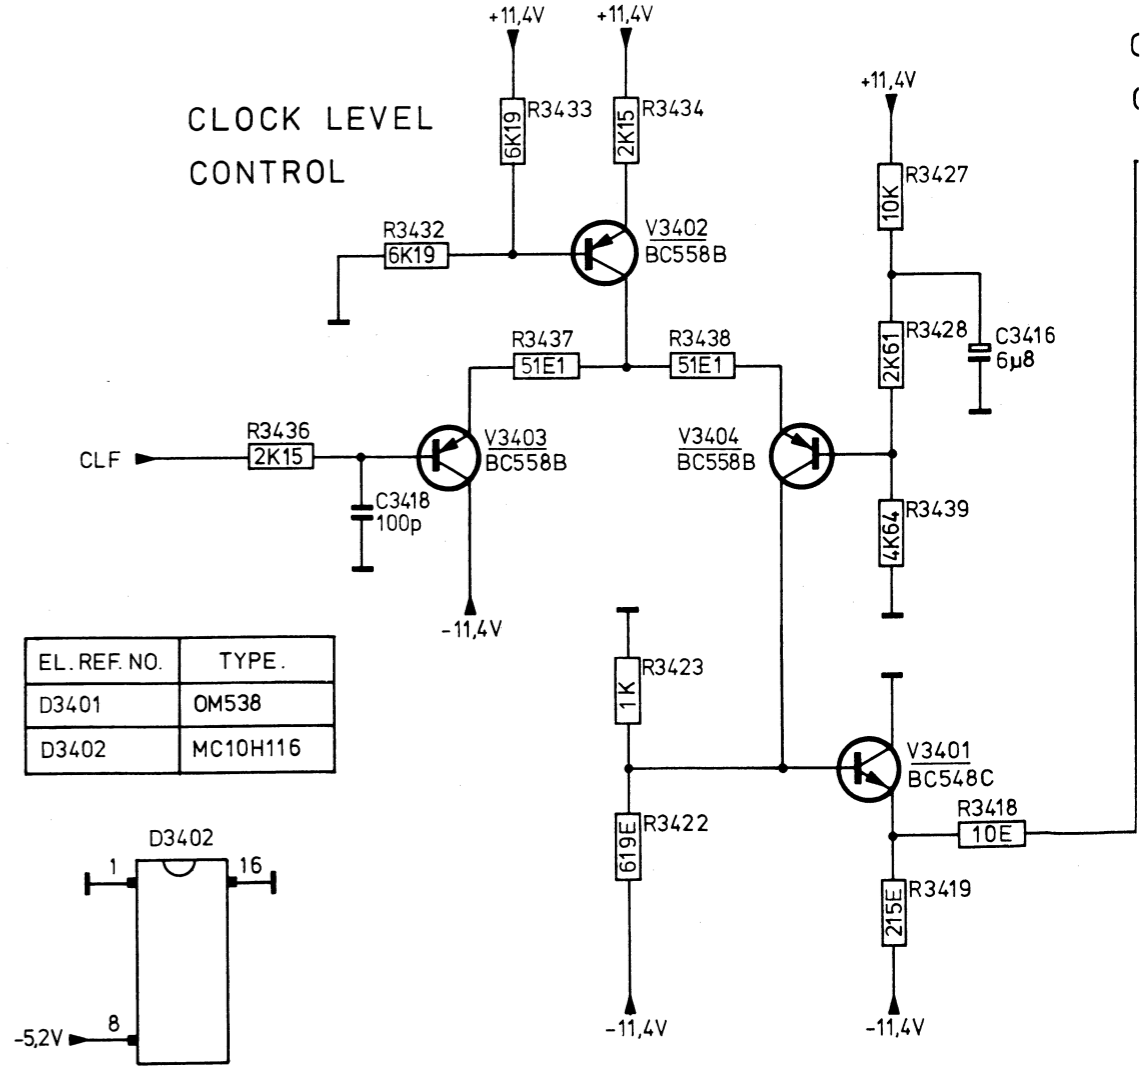 +11,4V
+11,4V
+11,4V
CLOCK LEVEL
CONTROL
R3433
6K19
R3434
2K15
R3427
10K
R3432
6K19
V3402
BC558B
R3437
51E1
R3438
51E1
R3428
2K61
C3416
6µ8
CLF
R3436
2K15
V3403
BC558B
V3404
BC558B
C3418
100p
R3439
4K64
-11,4V
EL. REF. NO. TYPE.
D3401 OM538
D3402 MC10H116
R3423
1K
V3401
BC548C
R3422
619E
R3418
10E
R3419
215E
-11,4V
-11,4V
D3402
1
16
8
-5,2V